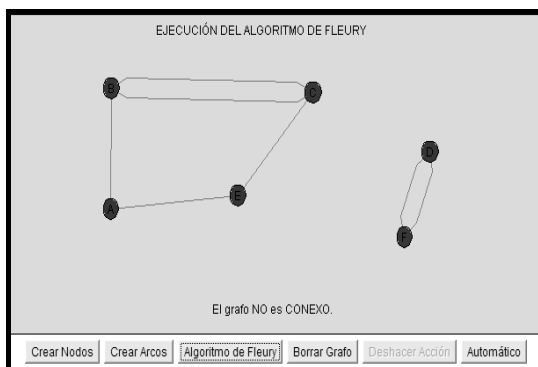 EJECUCIÓN DEL ALGORITMO DE FLEURY
B
C
D
E
A
F
El grafo NO es CONEXO.
Crear Nodos Crear Arcos Algoritmo de Fleury Borrar Grafo Deshacer Acción Automático